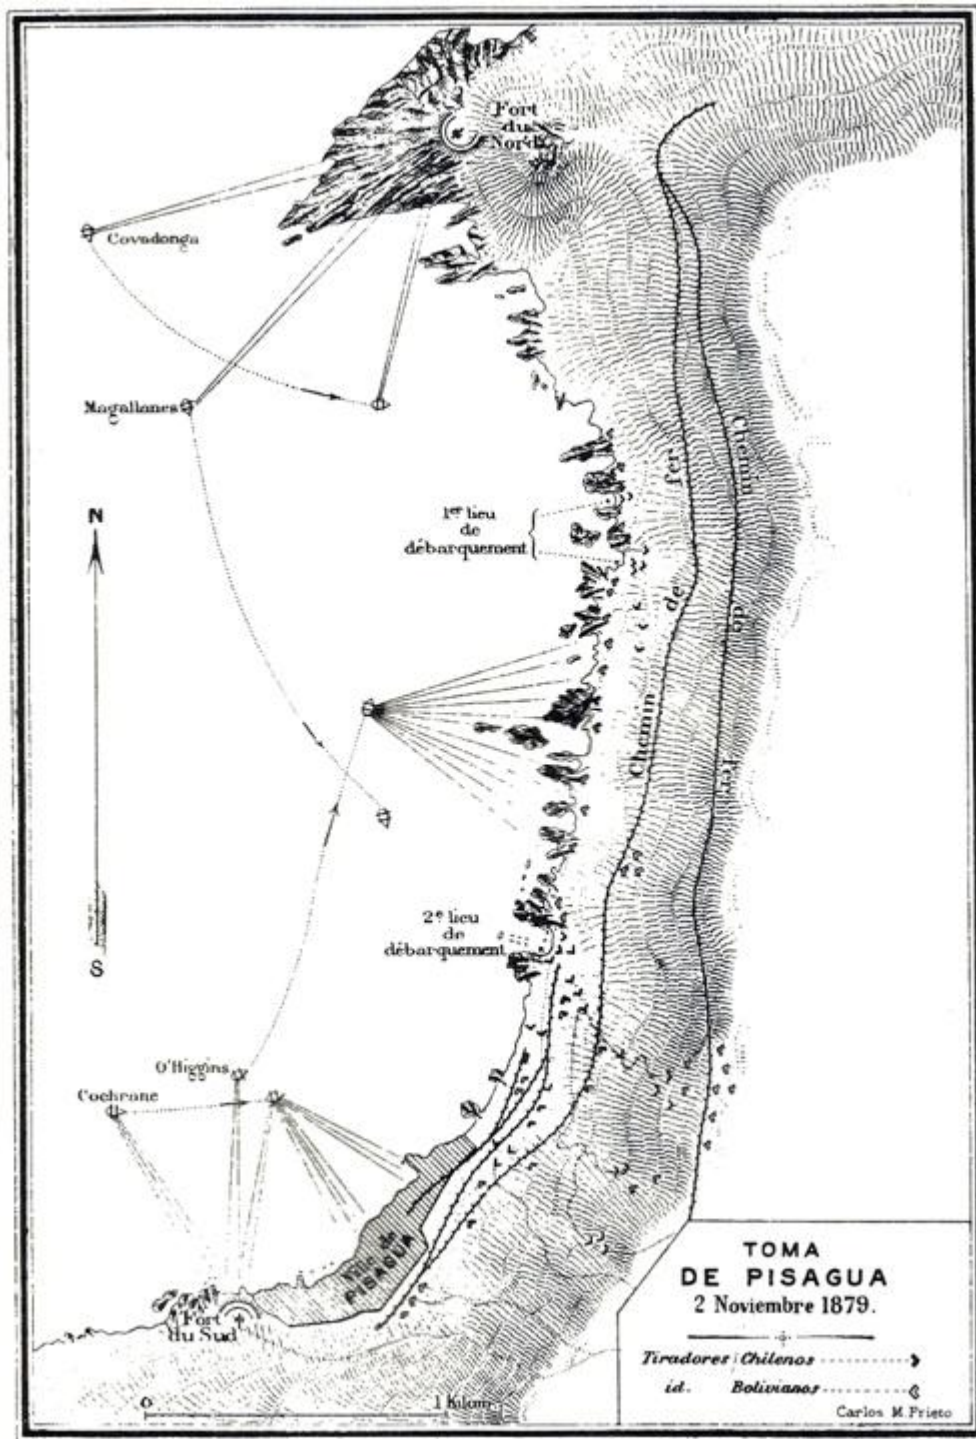 Fort
du
Nord
Covadonga
Magallanes
1er lieu
de
débarquement
N
S
Chemin de fer
Chemin de fer
2e lieu
de
débarquement
O'Higgins
Cochrane
Ville de
PISAGUA
Fort
du Sud
0 1 Kilom
TOMA
DE PISAGUA
2 Noviembre 1879.
Tiradores Chilenos
id. Bolivianos
Carlos M. Prieto